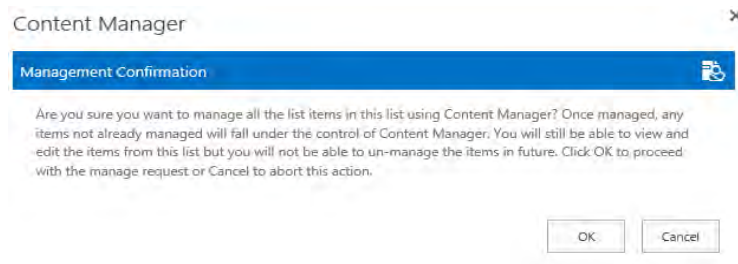 Content Manager
Management Confirmation
Are you sure you want to manage all the list items in this list using Content Manager? Once managed, any
items not already managed will fall under the control of Content Manager. You will still be able to view and
edit the items from this list but you will not be able to un-manage the items in future. Click OK to proceed
with the manage request or Cancel to abort this action.
OK Cancel